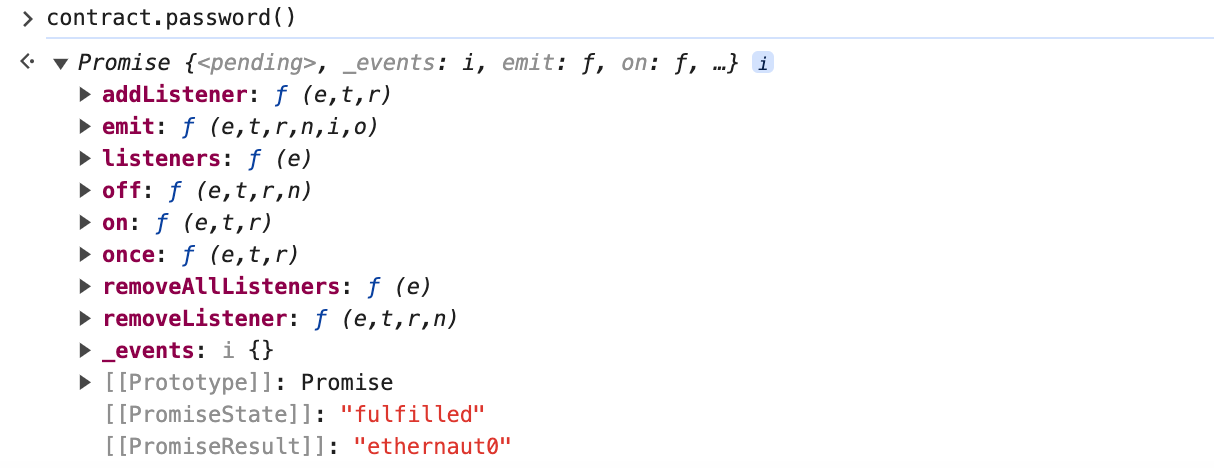 > contract.password()
<· ▼ Promise {<pending>, _events: i, emit: ƒ, on: ƒ, …} i
▶ addListener: ƒ (e,t,r)
▶ emit: ƒ (e,t,r,n,i,o)
▶ listeners: ƒ (e)
▶ off: ƒ (e,t,r,n)
▶ on: ƒ (e,t,r)
▶ once: ƒ (e,t,r)
▶ removeAllListeners: ƒ (e)
▶ removeListener: ƒ (e,t,r,n)
▶ _events: i {}
▶ [[Prototype]]: Promise
[[PromiseState]]: "fulfilled"
[[PromiseResult]]: "ethernaut0"